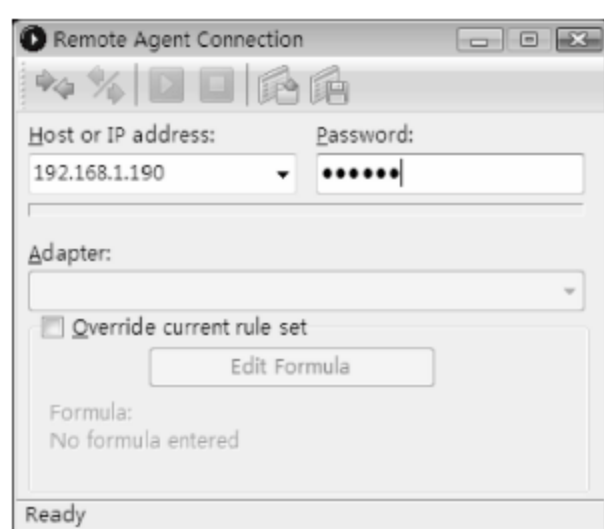 Remote Agent Connection
Host or IP address: Password:
192.168.1.190 ●●●●●●
Adapter:
Override current rule set
Edit Formula
Formula:
No formula entered
Ready